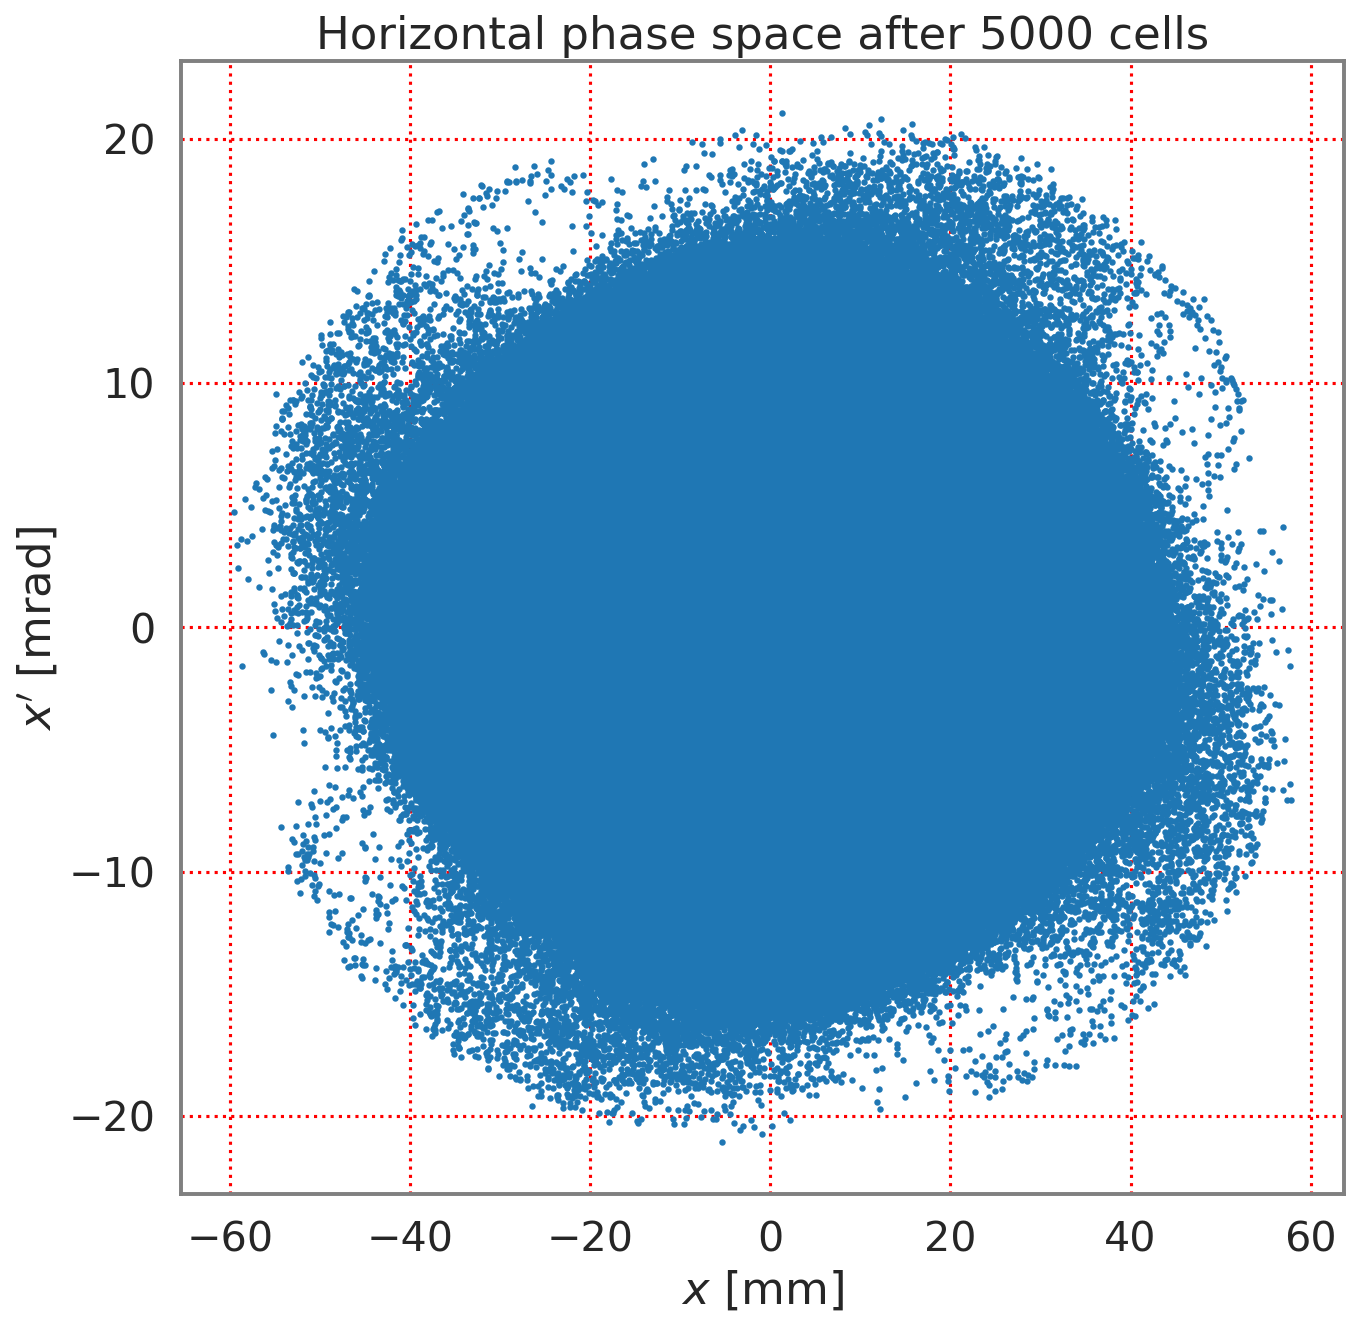 Horizontal phase space after 5000 cells
20
10
0
−10
−20
x′ [mrad]
−60 −40 −20 0 20 40 60
x [mm]